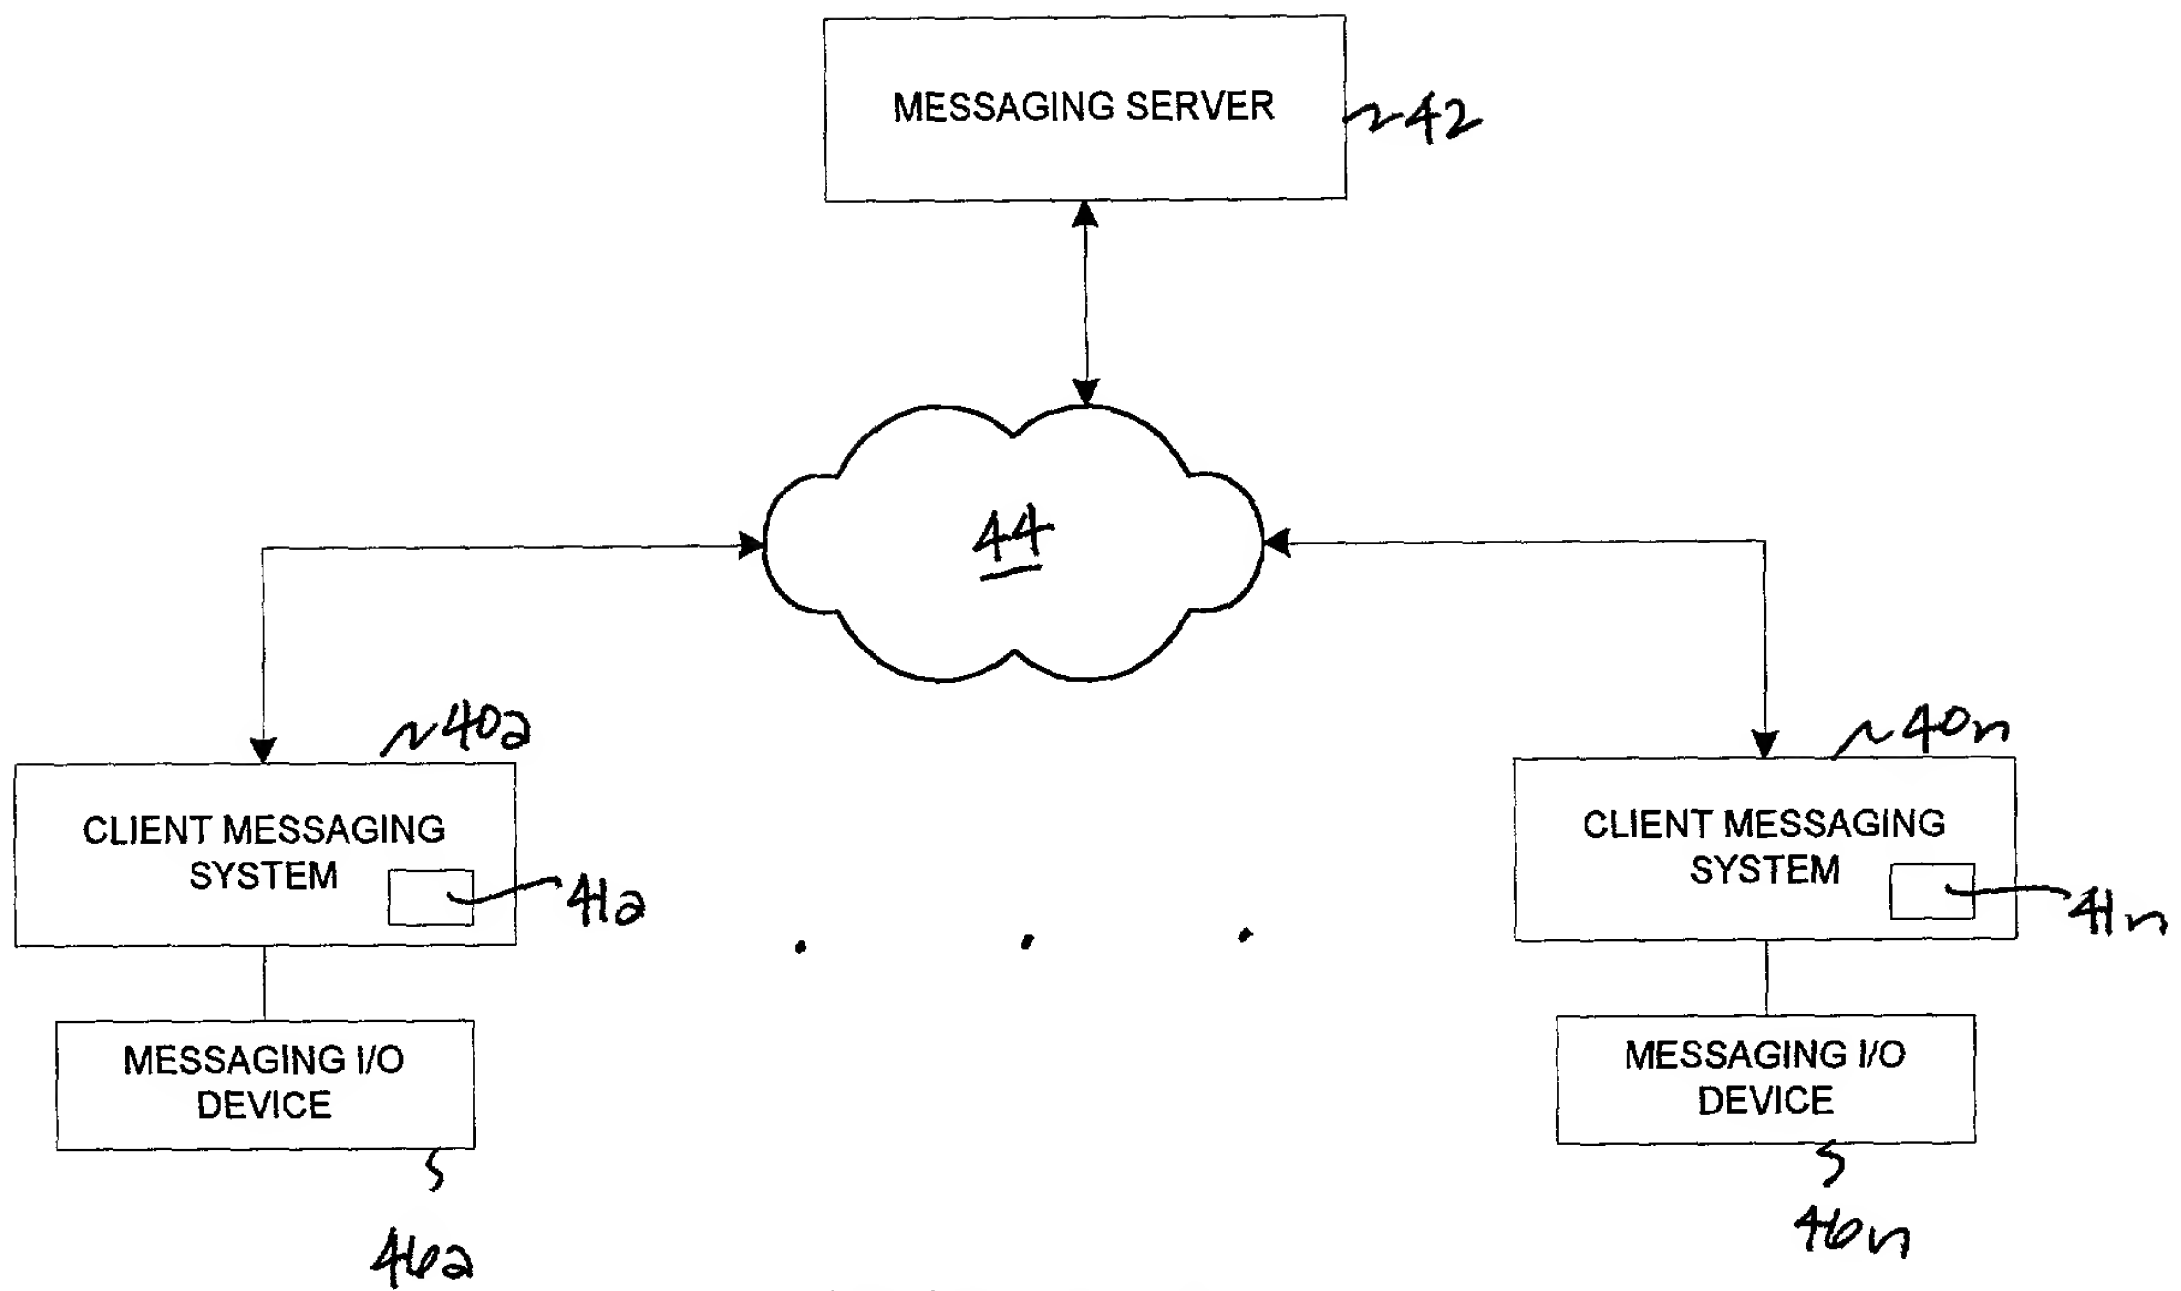 MESSAGING SERVER
42
44
40a
40n
CLIENT MESSAGING
SYSTEM
41a
CLIENT MESSAGING
SYSTEM
41n
MESSAGING I/O
DEVICE
46a
MESSAGING I/O
DEVICE
46n